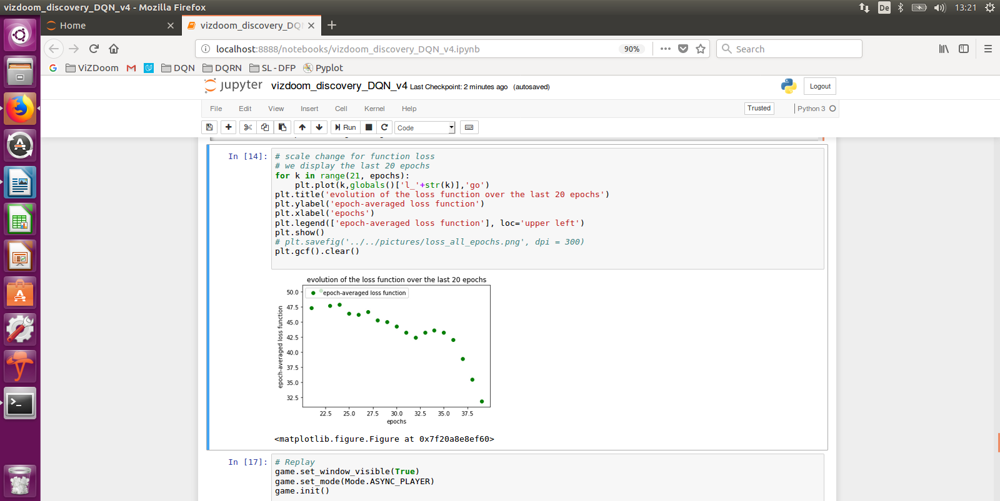 vizdoom_discovery_DQN_v4 - Mozilla Firefox
De
13:21
Home
vizdoom_discovery_DQ
localhost:8888/notebooks/vizdoom_discovery_DQN_v4.ipynb
90%
Search
ViZDoom
DQN
DQRN
SL - DFP
Pyplot
jupyter
vizdoom_discovery_DQN_v4 Last Checkpoint: 2 minutes ago (autosaved)
Logout
File Edit View Insert Cell Kernel Help
Trusted
Python 3
Run
Code
In [14]:
# scale change for function loss
# we display the last 20 epochs
for k in range(21, epochs):
    plt.plot(k,globals()['l_'+str(k)],'go')
plt.title('evolution of the loss function over the last 20 epochs')
plt.ylabel('epoch-averaged loss function')
plt.xlabel('epochs')
plt.legend(['epoch-averaged loss function'], loc='upper left')
plt.show()
# plt.savefig('../../pictures/loss_all_epochs.png', dpi = 300)
plt.gcf().clear()
evolution of the loss function over the last 20 epochs
epoch-averaged loss function
50.0
47.5
45.0
42.5
40.0
37.5
35.0
32.5
epoch-averaged loss function
22.5 25.0 27.5 30.0 32.5 35.0 37.5
epochs
<matplotlib.figure.Figure at 0x7f20a8e8ef60>
In [17]:
# Replay
game.set_window_visible(True)
game.set_mode(Mode.ASYNC_PLAYER)
game.init()